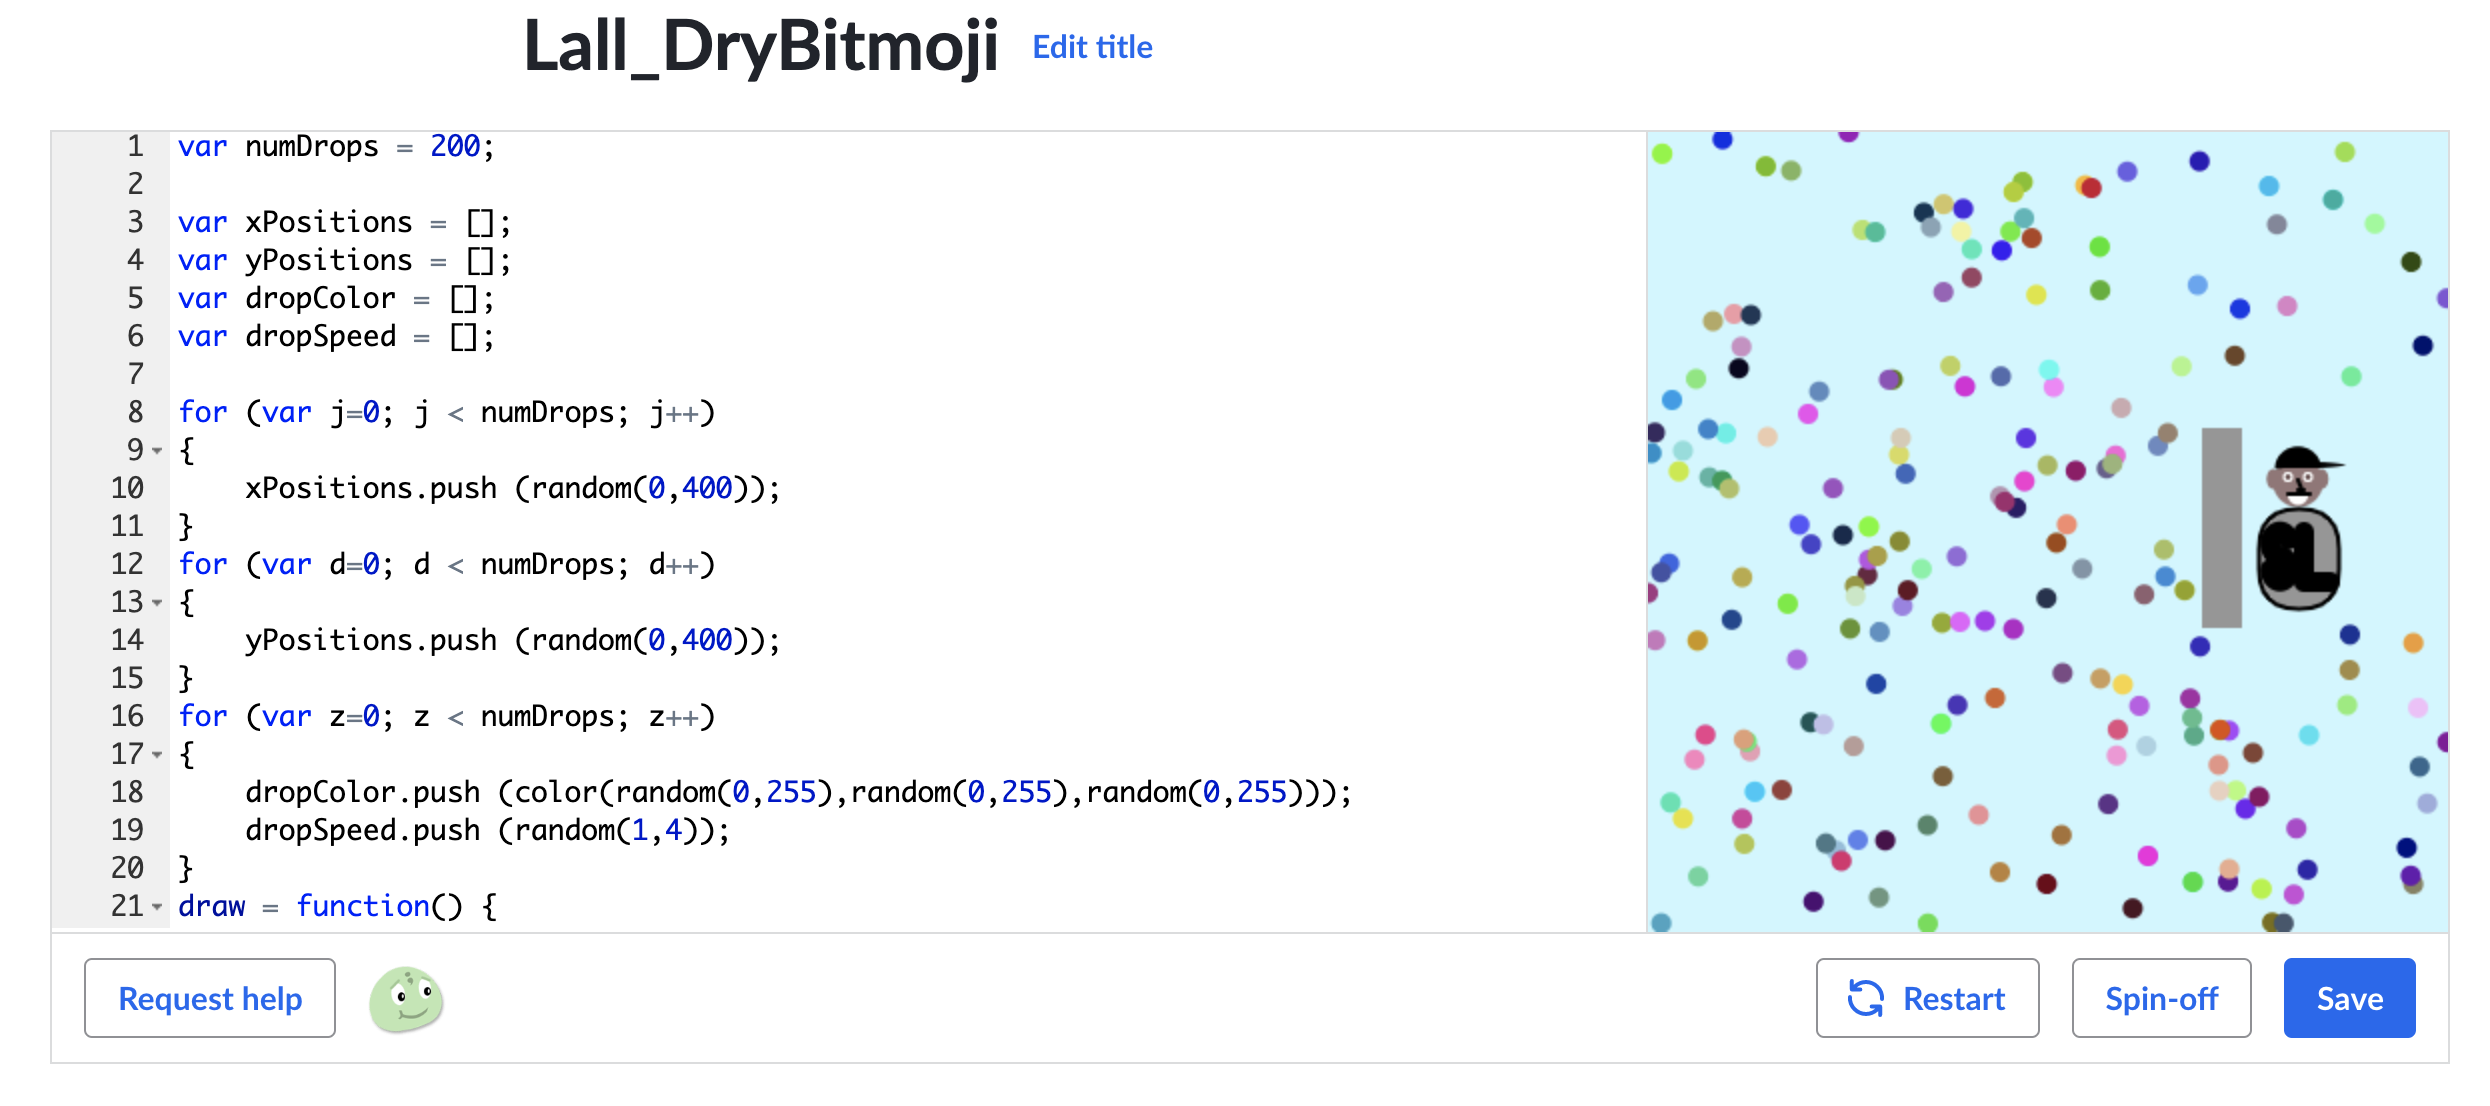 Lall_DryBitmoji Edit title
1 var numDrops = 200;
2
3 var xPositions = [];
4 var yPositions = [];
5 var dropColor = [];
6 var dropSpeed = [];
7
8 for (var j=0; j < numDrops; j++)
9 {
10 xPositions.push (random(0,400));
11 }
12 for (var d=0; d < numDrops; d++)
13 {
14 yPositions.push (random(0,400));
15 }
16 for (var z=0; z < numDrops; z++)
17 {
18 dropColor.push (color(random(0,255),random(0,255),random(0,255)));
19 dropSpeed.push (random(1,4));
20 }
21 draw = function() {
Request help Restart Spin-off Save